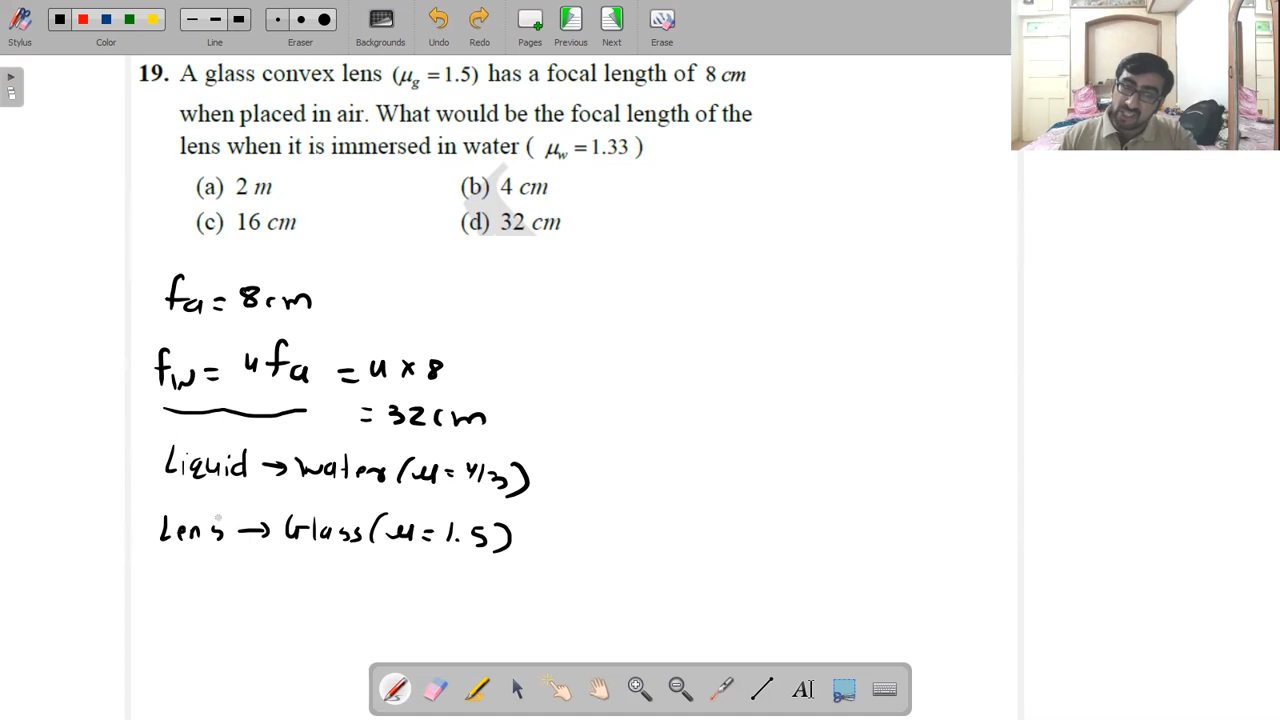 Stylus Color Line Eraser Backgrounds Undo Redo Pages Previous Next Erase
19. A glass convex lens (μg = 1.5) has a focal length of 8 cm
when placed in air. What would be the focal length of the
lens when it is immersed in water ( μw = 1.33 )
(a) 2 m (b) 4 cm
(c) 16 cm (d) 32 cm
fa = 8cm
fw = 4fa = 4 × 8
= 32cm
Liquid → water (μ = 4/3)
Lens → Glass (μ = 1.5)